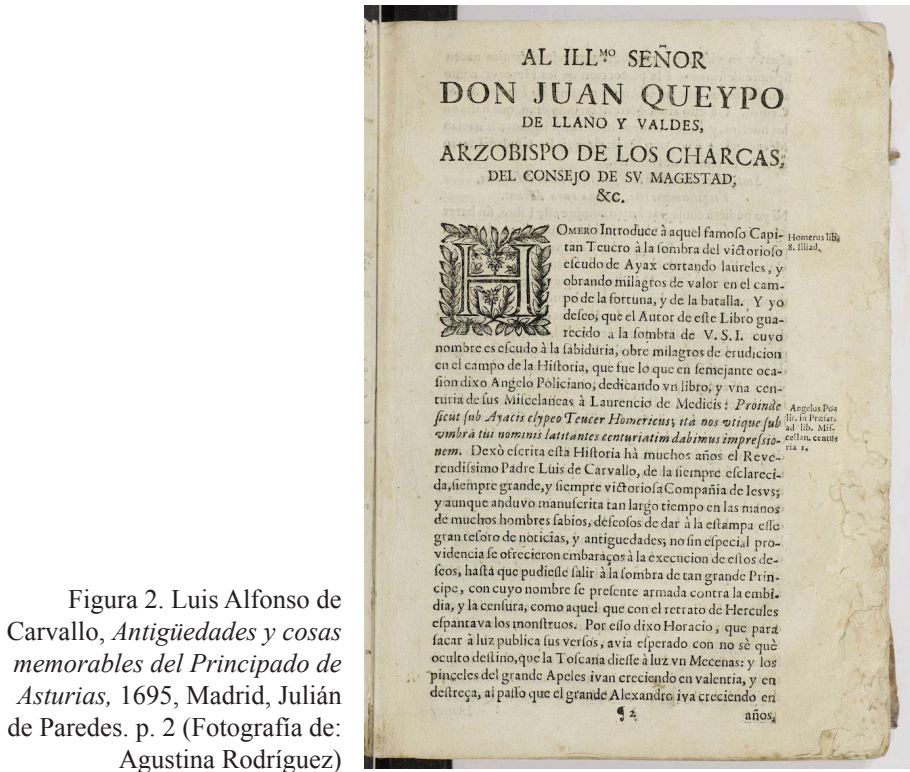 AL ILL.MO SEÑOR
DON JUAN QUEYPO
DE LLANO Y VALDES,
ARZOBISPO DE LOS CHARCAS,
DEL CONSEJO DE SV MAGESTAD,
&c.
HOMERO Introduce à aquel famoſo Capi-
tan Teucro à la ſombra del victorioſo
eſcudo de Ayax cortando laureles, y
obrando milagros de valor en el cam-
po de la fortuna, y de la batalla. Y yo
deſeo, que el Autor de eſte Libro gua-
recido a la ſombra de V. S. I. cuyo
nombre es eſcudo à la ſabiduria, obre milagros de erudicion
en el campo de la Hiſtoria, que fue lo que en ſemejante oca-
ſion dixo Angelo Policiano, dedicando vn libro, y vna cen-
turia de ſus Miſcelaneas à Laurencio de Medicis: Proinde
ſicut ſub Ayacis clypeo Teucer Homericus; ità nos vtique ſub
vmbrà tui nominis latitantes centuriatim dabimus impreſsio-
nem. Dexò eſcrita eſta Hiſtoria hà muchos años el Reve-
rendiſsimo Padre Luis de Carvallo, de la ſiempre eſclareci-
da, ſiempre grande, y ſiempre victorioſa Compañia de Ieſvs;
y aunque anduvo manuſcrita tan largo tiempo en las manos
de muchos hombres ſabios, deſeoſos de dar à la eſtampa eſſe
gran teſoro de noticias, y antiguedades; no ſin eſpecial pro-
videncia ſe ofrecieron embaraços à la execucion de eſtos de-
ſeos, haſta que pudieſſe ſalir à la ſombra de tan grande Prin-
cipe, con cuyo nombre ſe preſente armada contra la embi-
dia, y la cenſura, como aquel que con el retrato de Hercules
eſpantava los monſtruos. Por eſſo dixo Horacio, que para
ſacar à luz publica ſus verſos, avia eſperado con no sè què
oculto deſtino, que la Toſcana dieſſe à luz vn Mecenas: y los
pinceles del grande Apeles ivan creciendo en valentia, y en
deſtreça, al paſſo que el grande Alexandro iva creciendo en
¶ 2 años,
Homerus lib.
8. Illiad.
Angelus Po-
lit. in Præfat.
ad lib. Miſ-
cellan. centu-
ria 1.
Figura 2. Luis Alfonso de
Carvallo, Antigüedades y cosas
memorables del Principado de
Asturias, 1695, Madrid, Julián
de Paredes. p. 2 (Fotografía de:
Agustina Rodríguez)